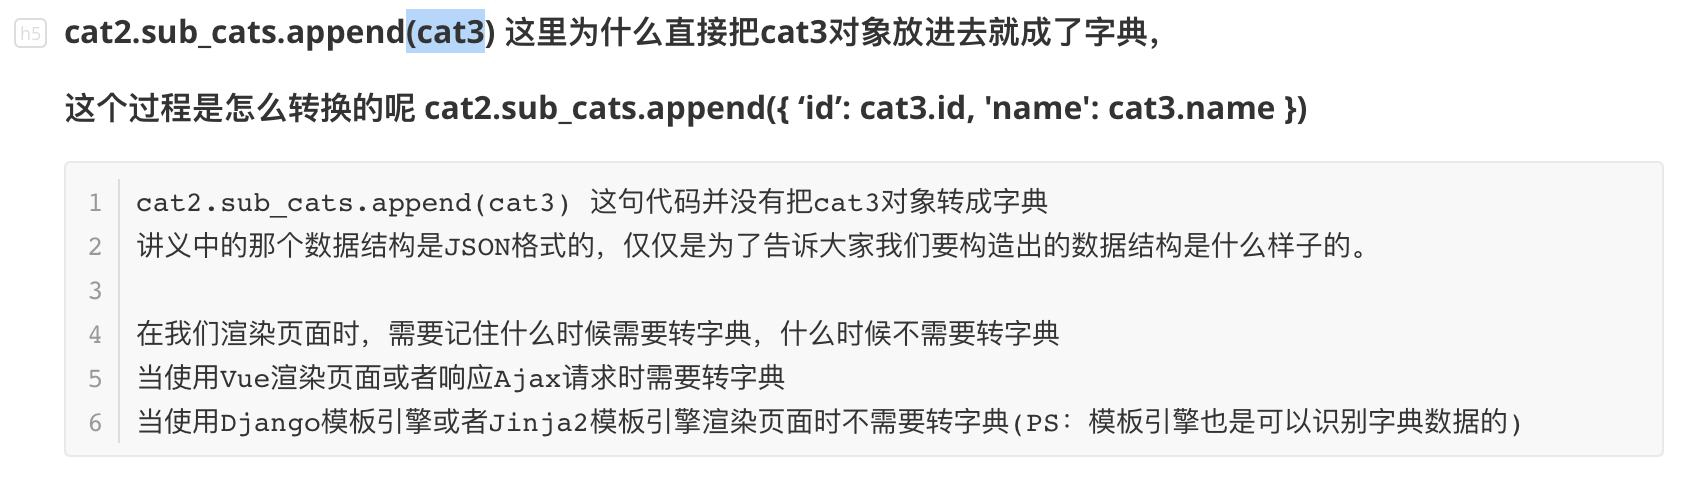 h5
cat2.sub_cats.append(cat3) 这里为什么直接把cat3对象放进去就成了字典，
这个过程是怎么转换的呢 cat2.sub_cats.append({ ‘id’: cat3.id, 'name': cat3.name })
1 cat2.sub_cats.append(cat3) 这句代码并没有把cat3对象转成字典
2 讲义中的那个数据结构是JSON格式的，仅仅是为了告诉大家我们要构造出的数据结构是什么样子的。
3
4 在我们渲染页面时，需要记住什么时候需要转字典，什么时候不需要转字典
5 当使用Vue渲染页面或者响应Ajax请求时需要转字典
6 当使用Django模板引擎或者Jinja2模板引擎渲染页面时不需要转字典(PS：模板引擎也是可以识别字典数据的)